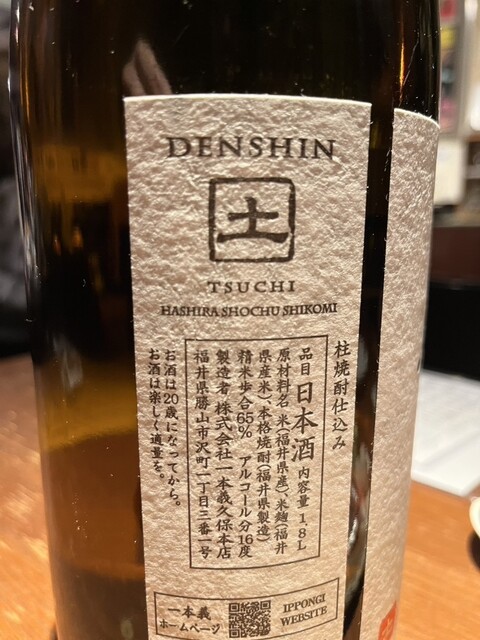 DENSHIN
土
TSUCHI
HASHIRA SHOCHU SHIKOMI
柱焼酎仕込み
品目 日本酒 内容量 1.8L
原材料名 米(福井県産)、米麹(福井
県産米)、本格焼酎(福井県製造)
精米歩合65% アルコール分16度
製造者 株式会社一本義久保本店
福井県勝山市沢町一丁目三番一号
お酒は20歳になってから。
お酒は楽しく適量を。
一本義
ホームページ
IPPONGI
WEBSITE